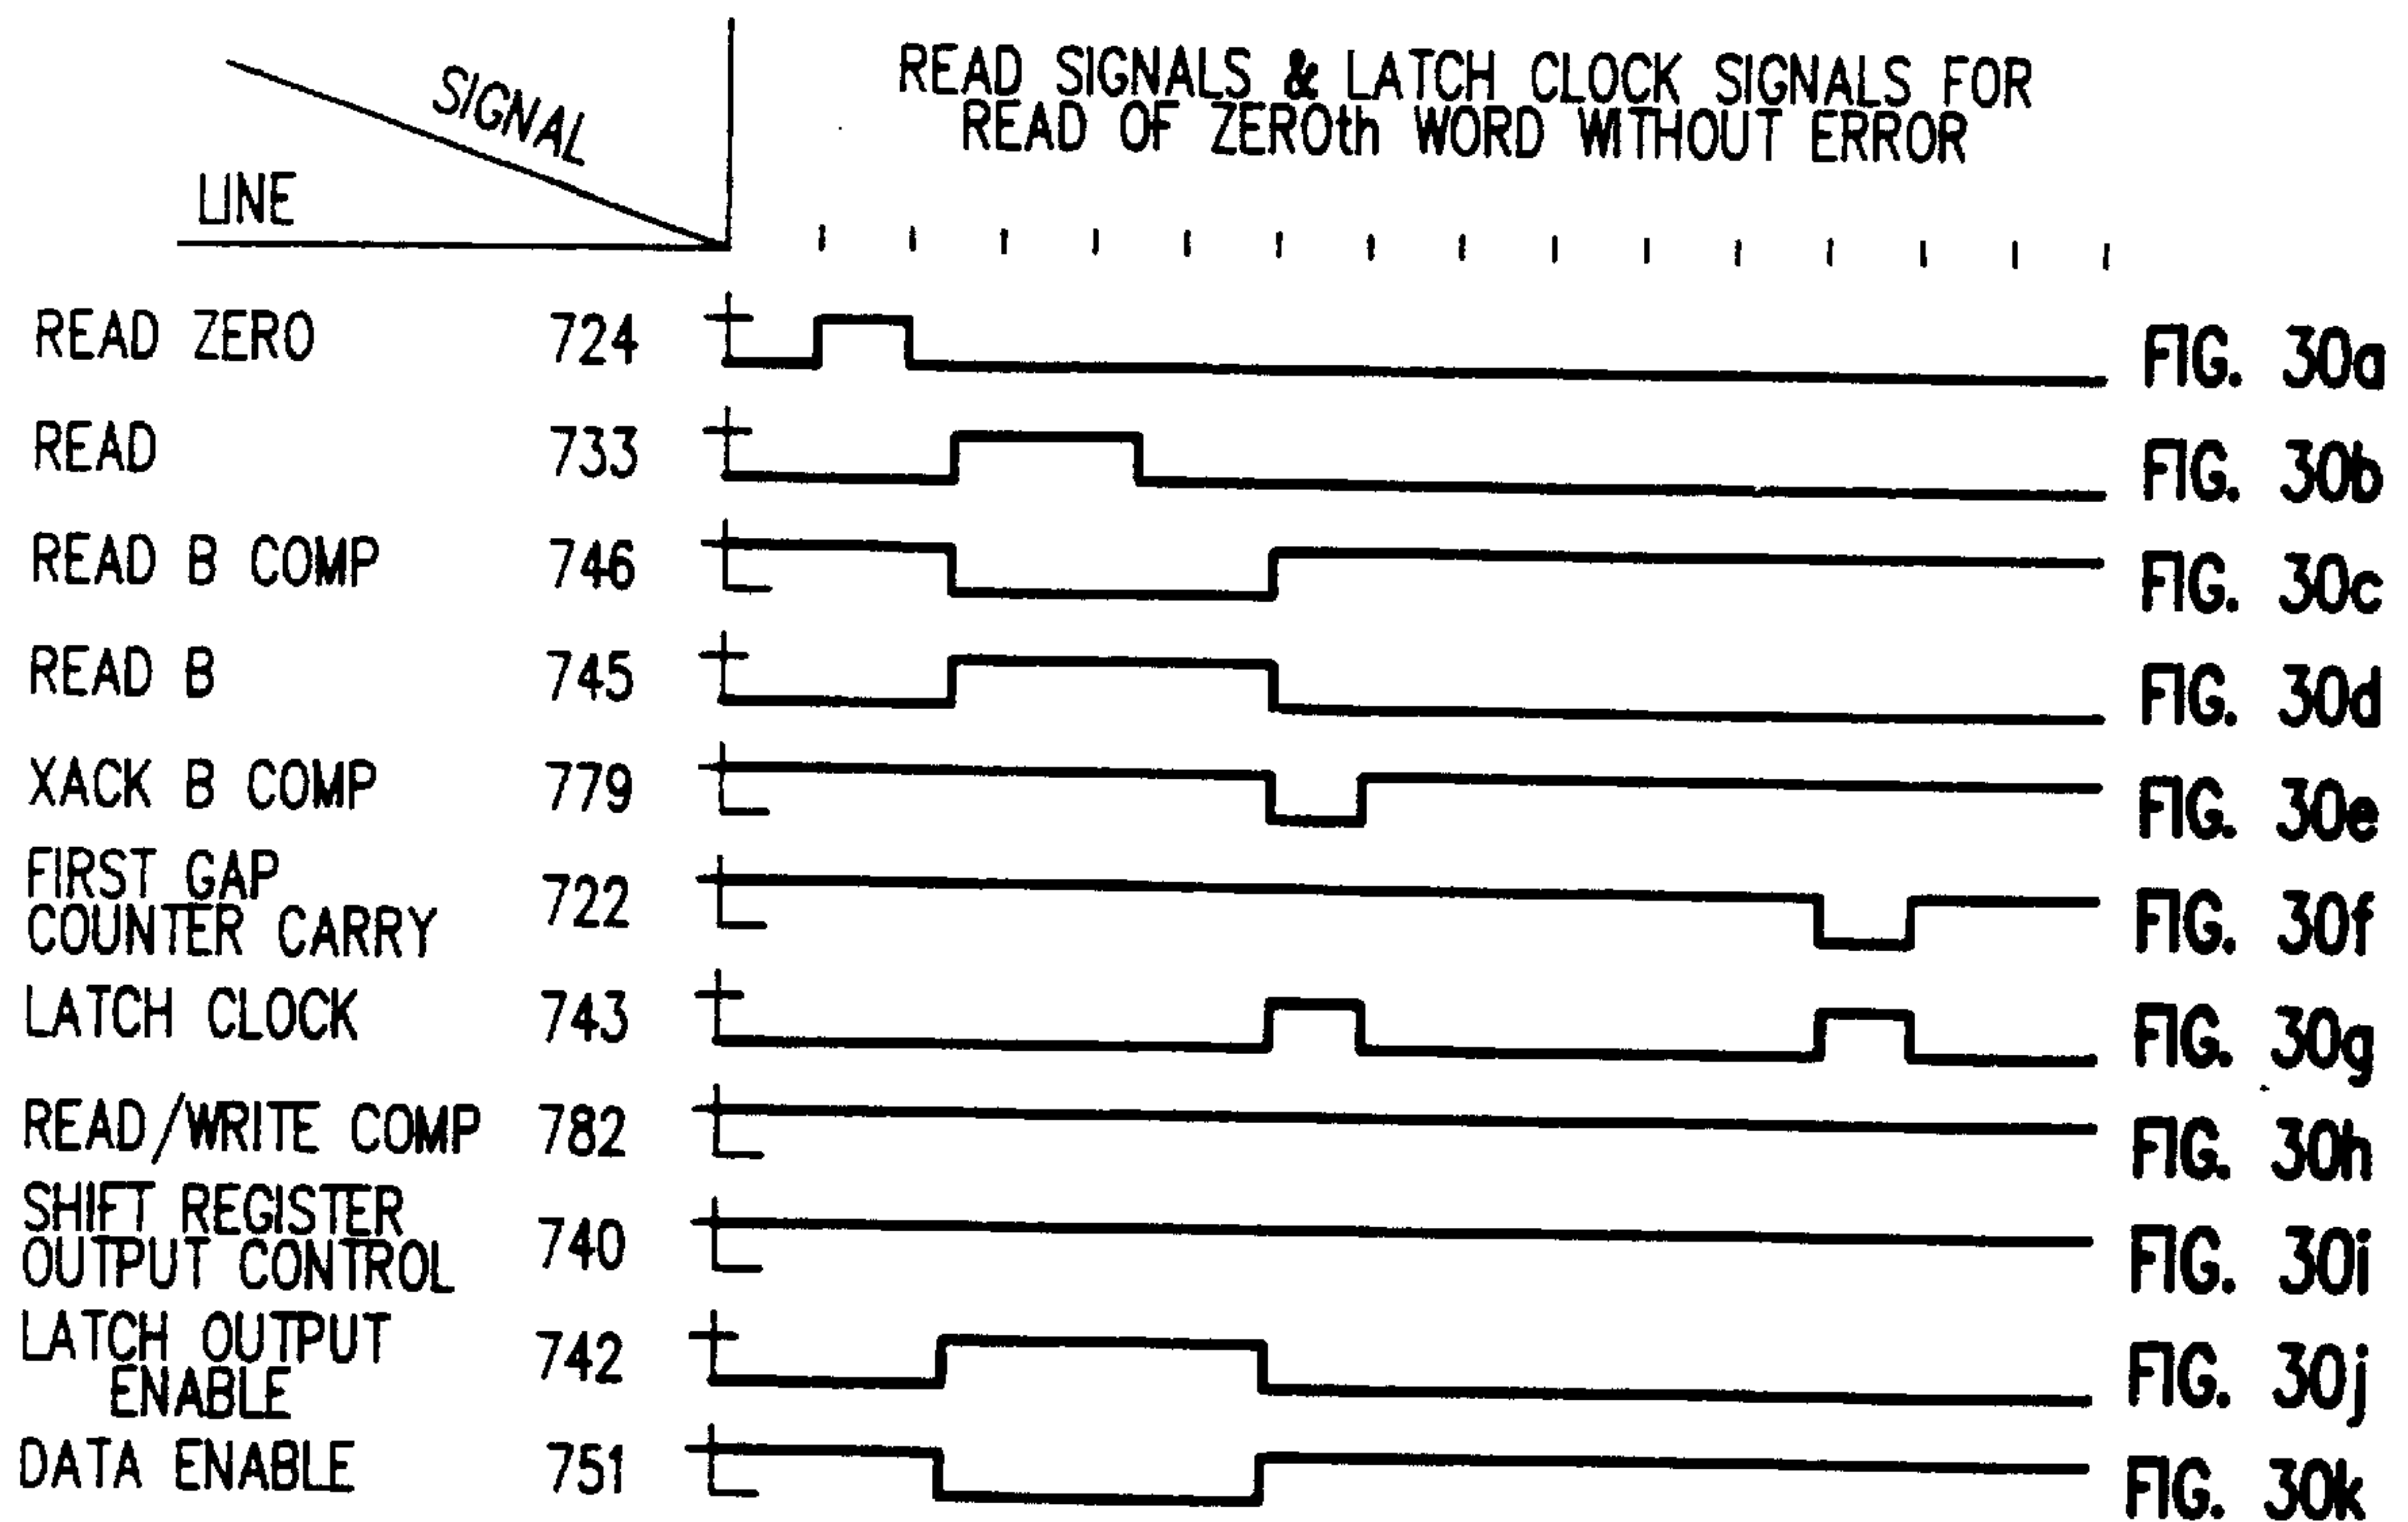 READ SIGNALS & LATCH CLOCK SIGNALS FOR
READ OF ZEROth WORD WITHOUT ERROR
SIGNAL
LINE
READ ZERO 724 FIG. 30a
READ 733 FIG. 30b
READ B COMP 746 FIG. 30c
READ B 745 FIG. 30d
XACK B COMP 779 FIG. 30e
FIRST GAP
COUNTER CARRY 722 FIG. 30f
LATCH CLOCK 743 FIG. 30g
READ/WRITE COMP 782 FIG. 30h
SHIFT REGISTER
OUTPUT CONTROL 740 FIG. 30i
LATCH OUTPUT
ENABLE 742 FIG. 30j
DATA ENABLE 751 FIG. 30k